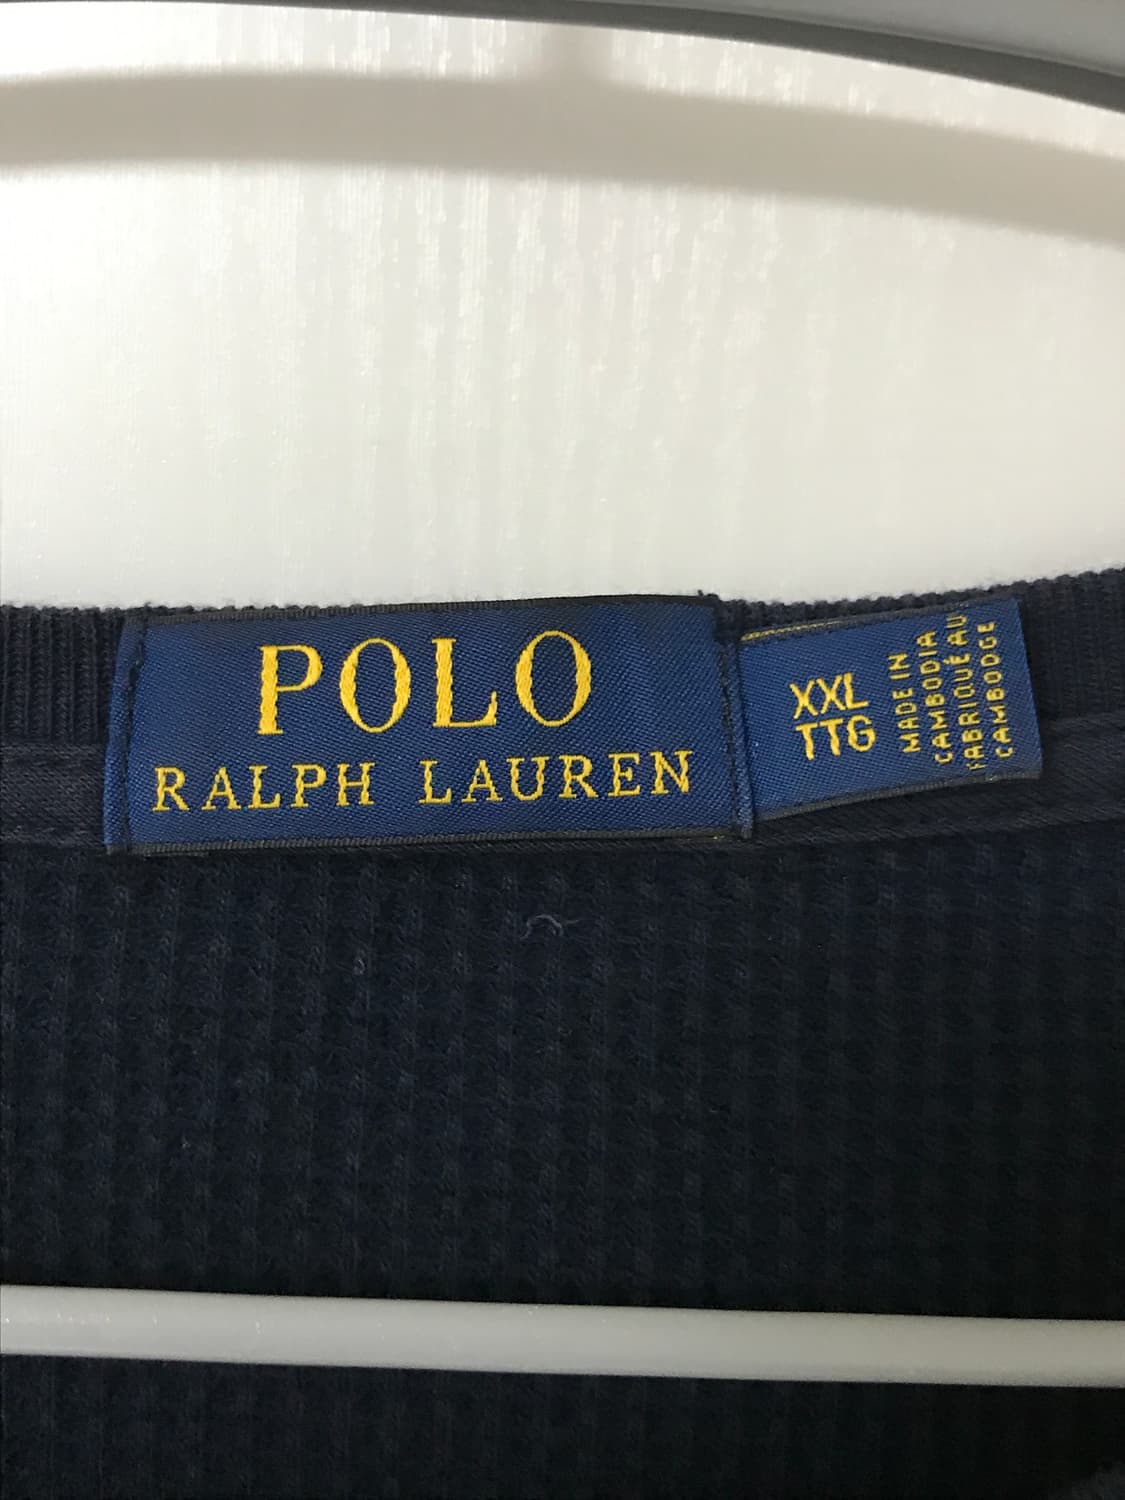 POLO
RALPH LAUREN
XXL
TTG
MADE IN
CAMBODIA
FABRIQUÉ AU
CAMBODGE